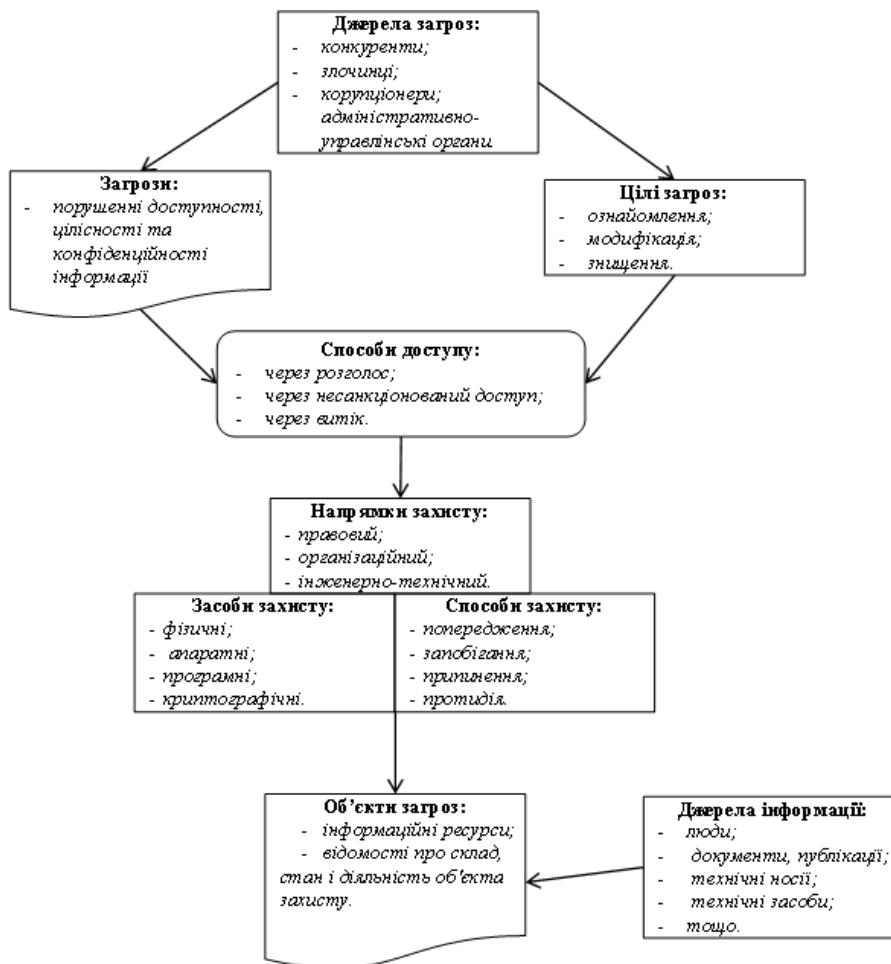 Джерела загроз:
- конкуренти;
- злочинці;
- корупціонери;
адміністративно-
управлінські органи.
Загрози:
- порушенні доступності,
цілісності та
конфіденційності
інформації
Цілі загроз:
- ознайомлення;
- модифікація;
- знищення.
Способи доступу:
- через розголос;
- через несанкціонований доступ;
- через витік.
Напрямки захисту:
- правовий;
- організаційний;
- інженерно-технічний.
Засоби захисту:
- фізичні;
- апаратні;
- програмні;
- криптографічні.
Способи захисту:
- попередження;
- запобігання;
- припинення;
- протидія.
Об’єкти загроз:
- інформаційні ресурси;
- відомості про склад,
стан і діяльність об'єкта
захисту.
Джерела інформації:
- люди;
- документи, публікації;
- технічні носії;
- технічні засоби;
- тощо.